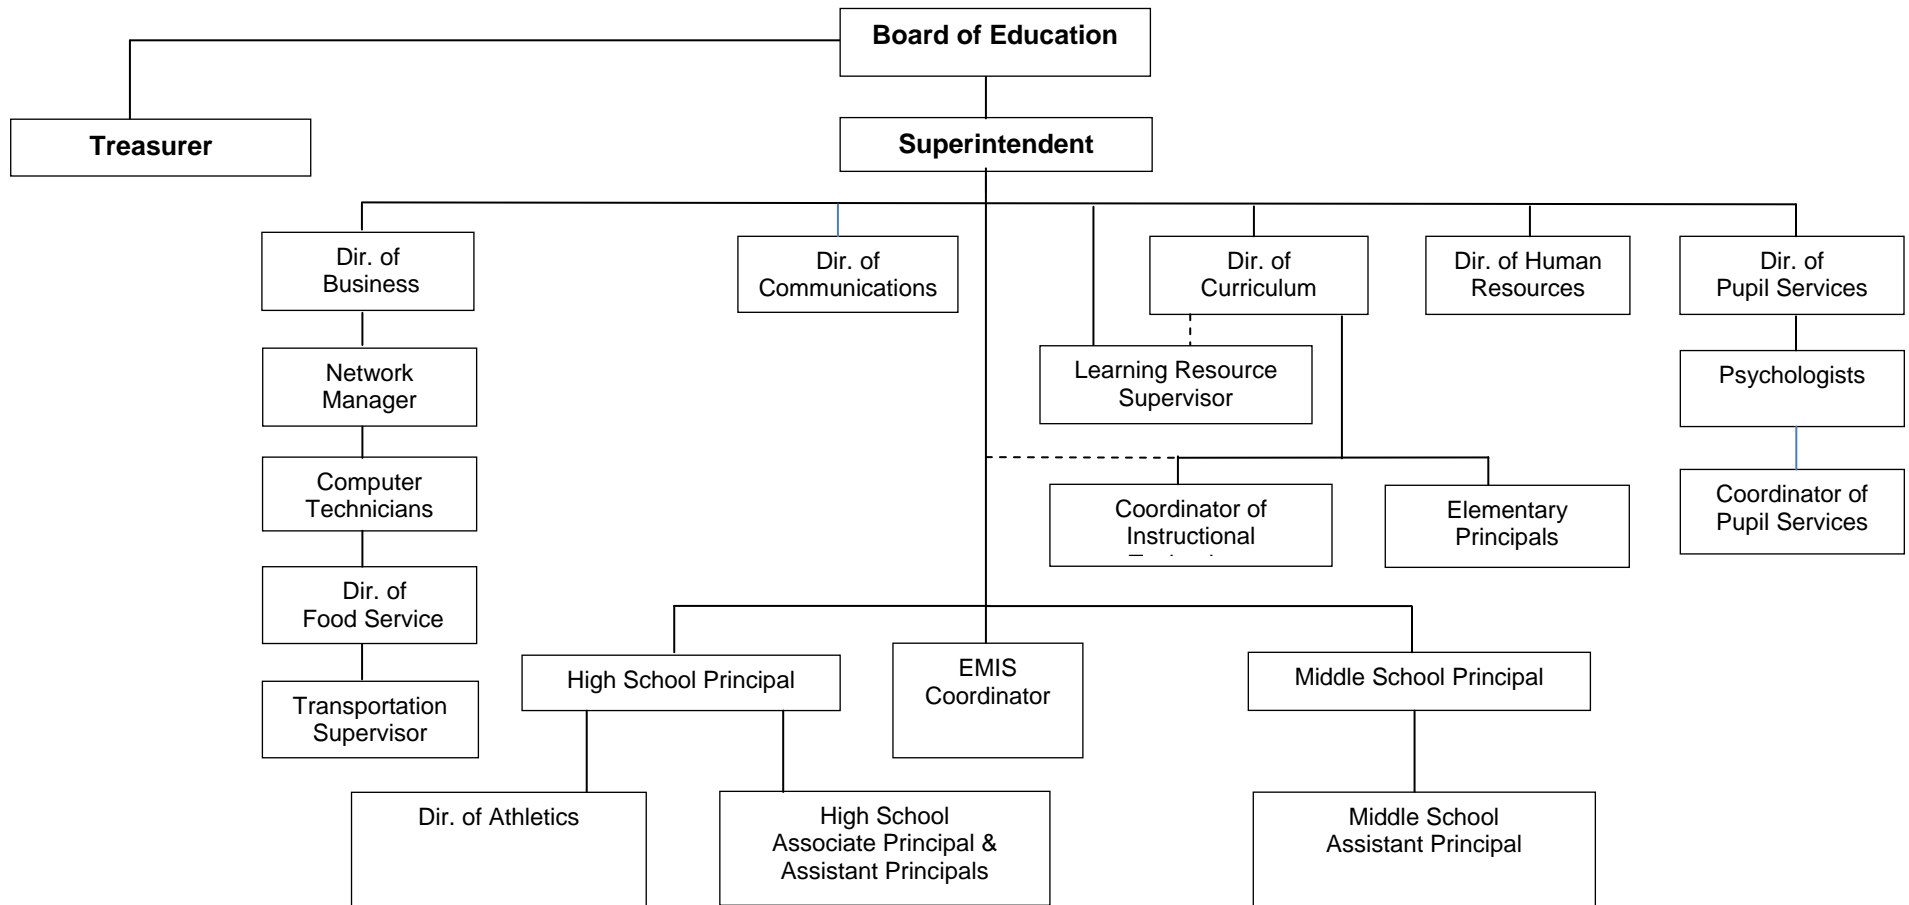 Board of Education
Treasurer
Superintendent
Dir. of
Business
Dir. of
Communications
Dir. of
Curriculum
Dir. of Human
Resources
Dir. of
Pupil Services
Network
Manager
Learning Resource
Supervisor
Psychologists
Computer
Technicians
Coordinator of
Instructional
Elementary
Principals
Coordinator of
Pupil Services
Dir. of
Food Service
High School Principal
EMIS
Coordinator
Middle School Principal
Transportation
Supervisor
Dir. of Athletics
High School
Associate Principal &
Assistant Principals
Middle School
Assistant Principal